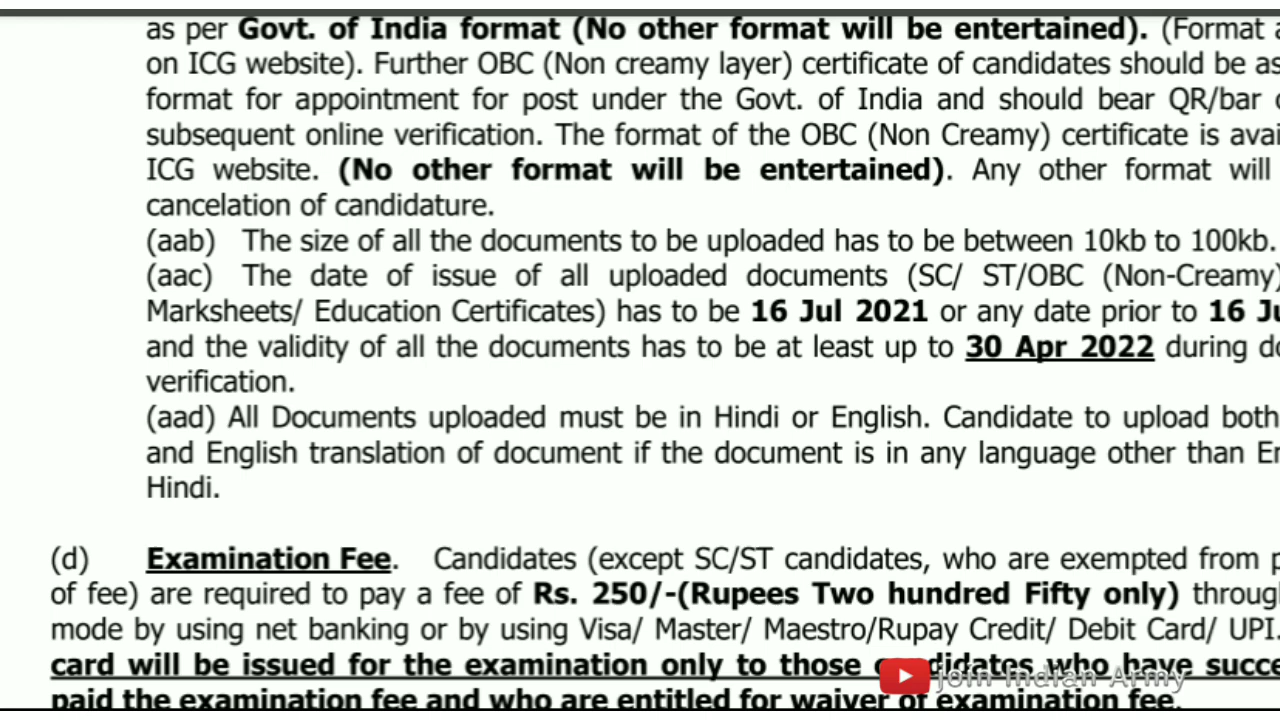 as per Govt. of India format (No other format will be entertained). (Format
on ICG website). Further OBC (Non creamy layer) certificate of candidates should be as
format for appointment for post under the Govt. of India and should bear QR/bar
subsequent online verification. The format of the OBC (Non Creamy) certificate is avai
ICG website. (No other format will be entertained). Any other format will
cancelation of candidature.
(aab) The size of all the documents to be uploaded has to be between 10kb to 100kb.
(aac) The date of issue of all uploaded documents (SC/ ST/OBC (Non-Creamy)
Marksheets/ Education Certificates) has to be 16 Jul 2021 or any date prior to 16 Ju
and the validity of all the documents has to be at least up to 30 Apr 2022 during do
verification.
(aad) All Documents uploaded must be in Hindi or English. Candidate to upload both
and English translation of document if the document is in any language other than En
Hindi.
(d) Examination Fee. Candidates (except SC/ST candidates, who are exempted from p
of fee) are required to pay a fee of Rs. 250/-(Rupees Two hundred Fifty only) throug
mode by using net banking or by using Visa/ Master/ Maestro/Rupay Credit/ Debit Card/ UPI.
card will be issued for the examination only to those candidates who have succe
paid the examination fee and who are entitled for waiver of examination fee.
join Indian Army